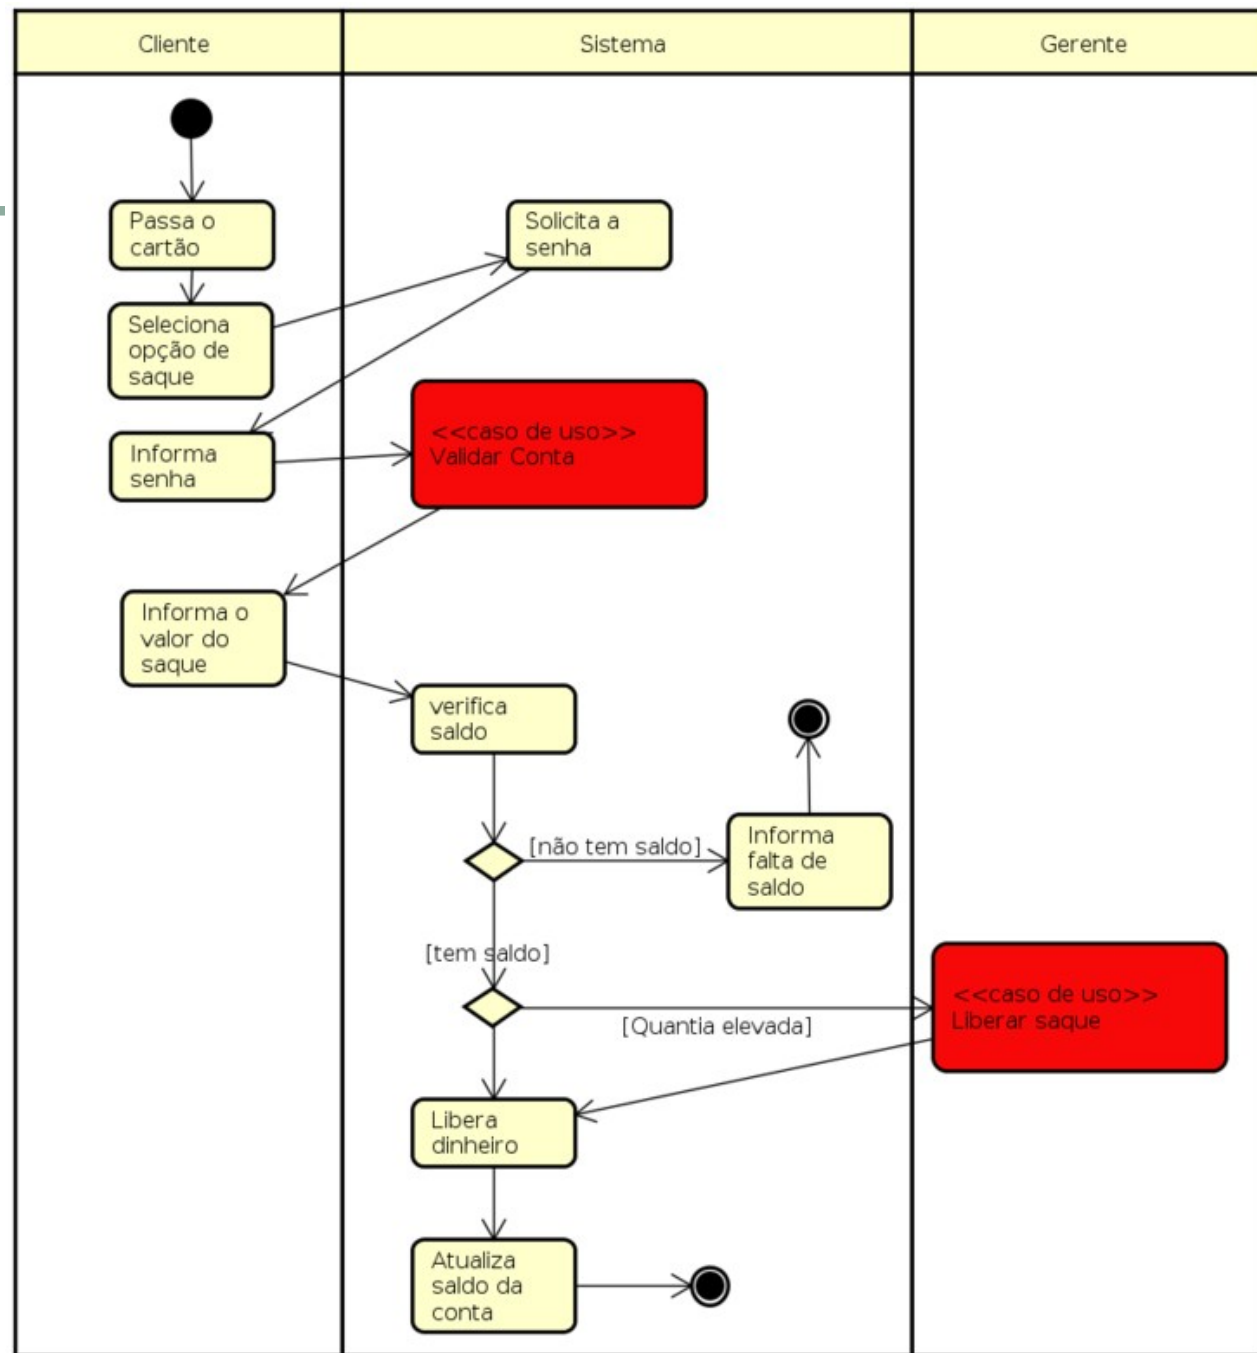 Cliente
Sistema
Gerente
Passa o
cartão
Solicita a
senha
Seleciona
opção de
saque
Informa
senha
<<caso de uso>>
Validar Conta
Informa o
valor do
saque
verifica
saldo
[não tem saldo]
Informa
falta de
saldo
[tem saldo]
[Quantia elevada]
<<caso de uso>>
Liberar saque
Libera
dinheiro
Atualiza
saldo da
conta